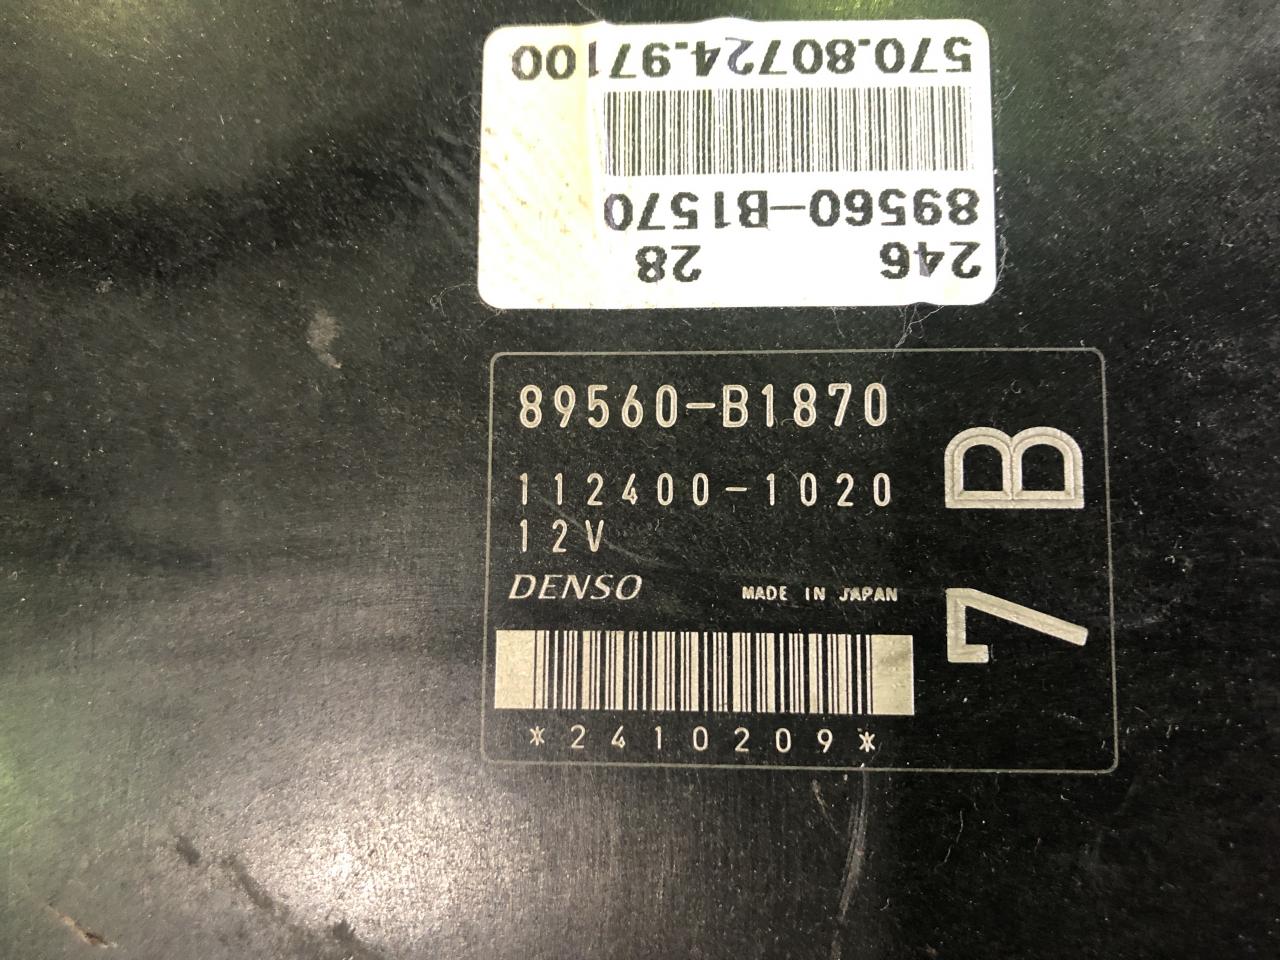 246 28
89560-B1570
570.80724.97100
89560-B1870
112400-1020
12V
DENSO MADE IN JAPAN
*2410209*
7B